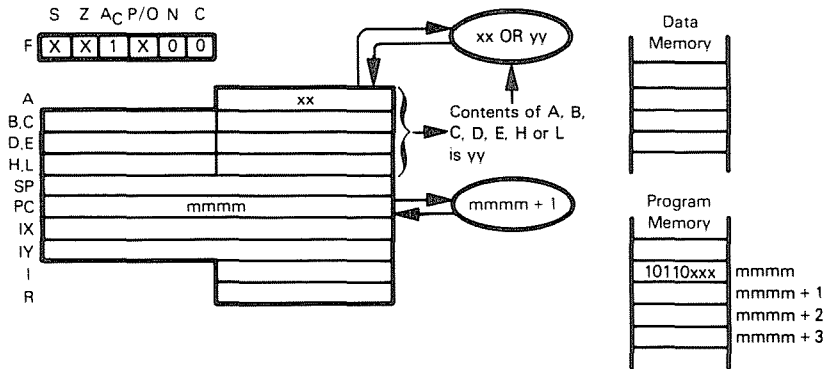 S Z AC P/O N C
F X X 1 X 0 0
xx OR yy
Data
Memory
A xx
B,C
D,E
H,L
SP
PC mmmm
IX
IY
I
R
Contents of A, B,
C, D, E, H or L
is yy
mmmm + 1
Program
Memory
10110xxx mmmm
mmmm + 1
mmmm + 2
mmmm + 3